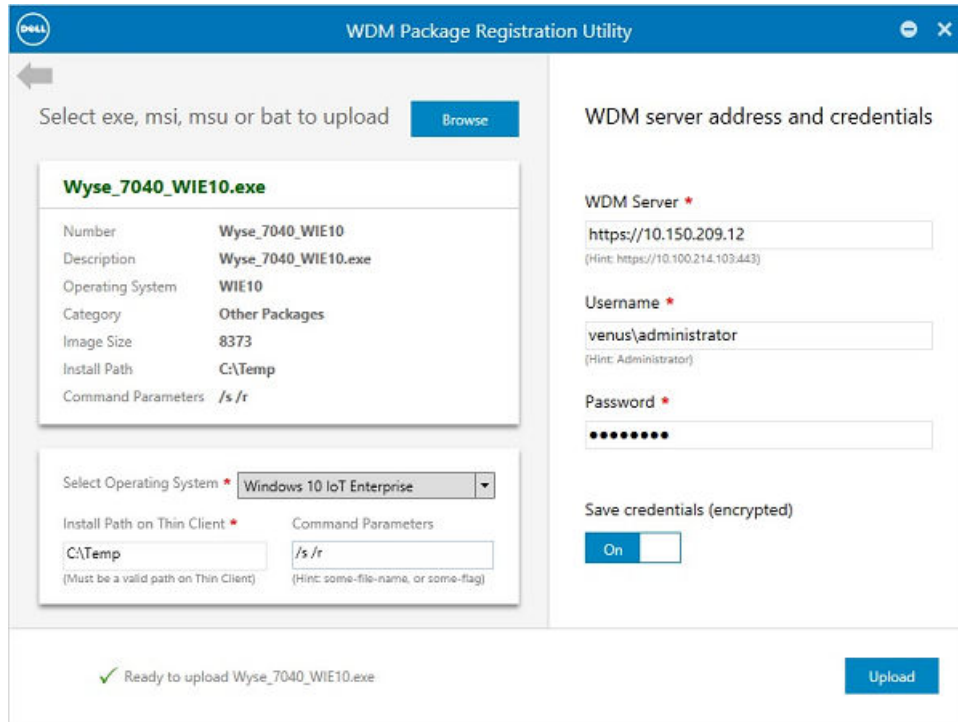 DELL
WDM Package Registration Utility
Select exe, msi, msu or bat to upload
Browse
Wyse_7040_WIE10.exe
Number Wyse_7040_WIE10
Description Wyse_7040_WIE10.exe
Operating System WIE10
Category Other Packages
Image Size 8373
Install Path C:\Temp
Command Parameters /s /r
Select Operating System * Windows 10 IoT Enterprise
Install Path on Thin Client * Command Parameters
C:\Temp /s /r
(Must be a valid path on Thin Client) (Hint: some-file-name, or some-flag)
WDM server address and credentials
WDM Server *
https://10.150.209.12
(Hint: https://10.100.214.103:443)
Username *
venus\administrator
(Hint: Administrator)
Password *
●●●●●●●●
Save credentials (encrypted)
On
✓ Ready to upload Wyse_7040_WIE10.exe
Upload